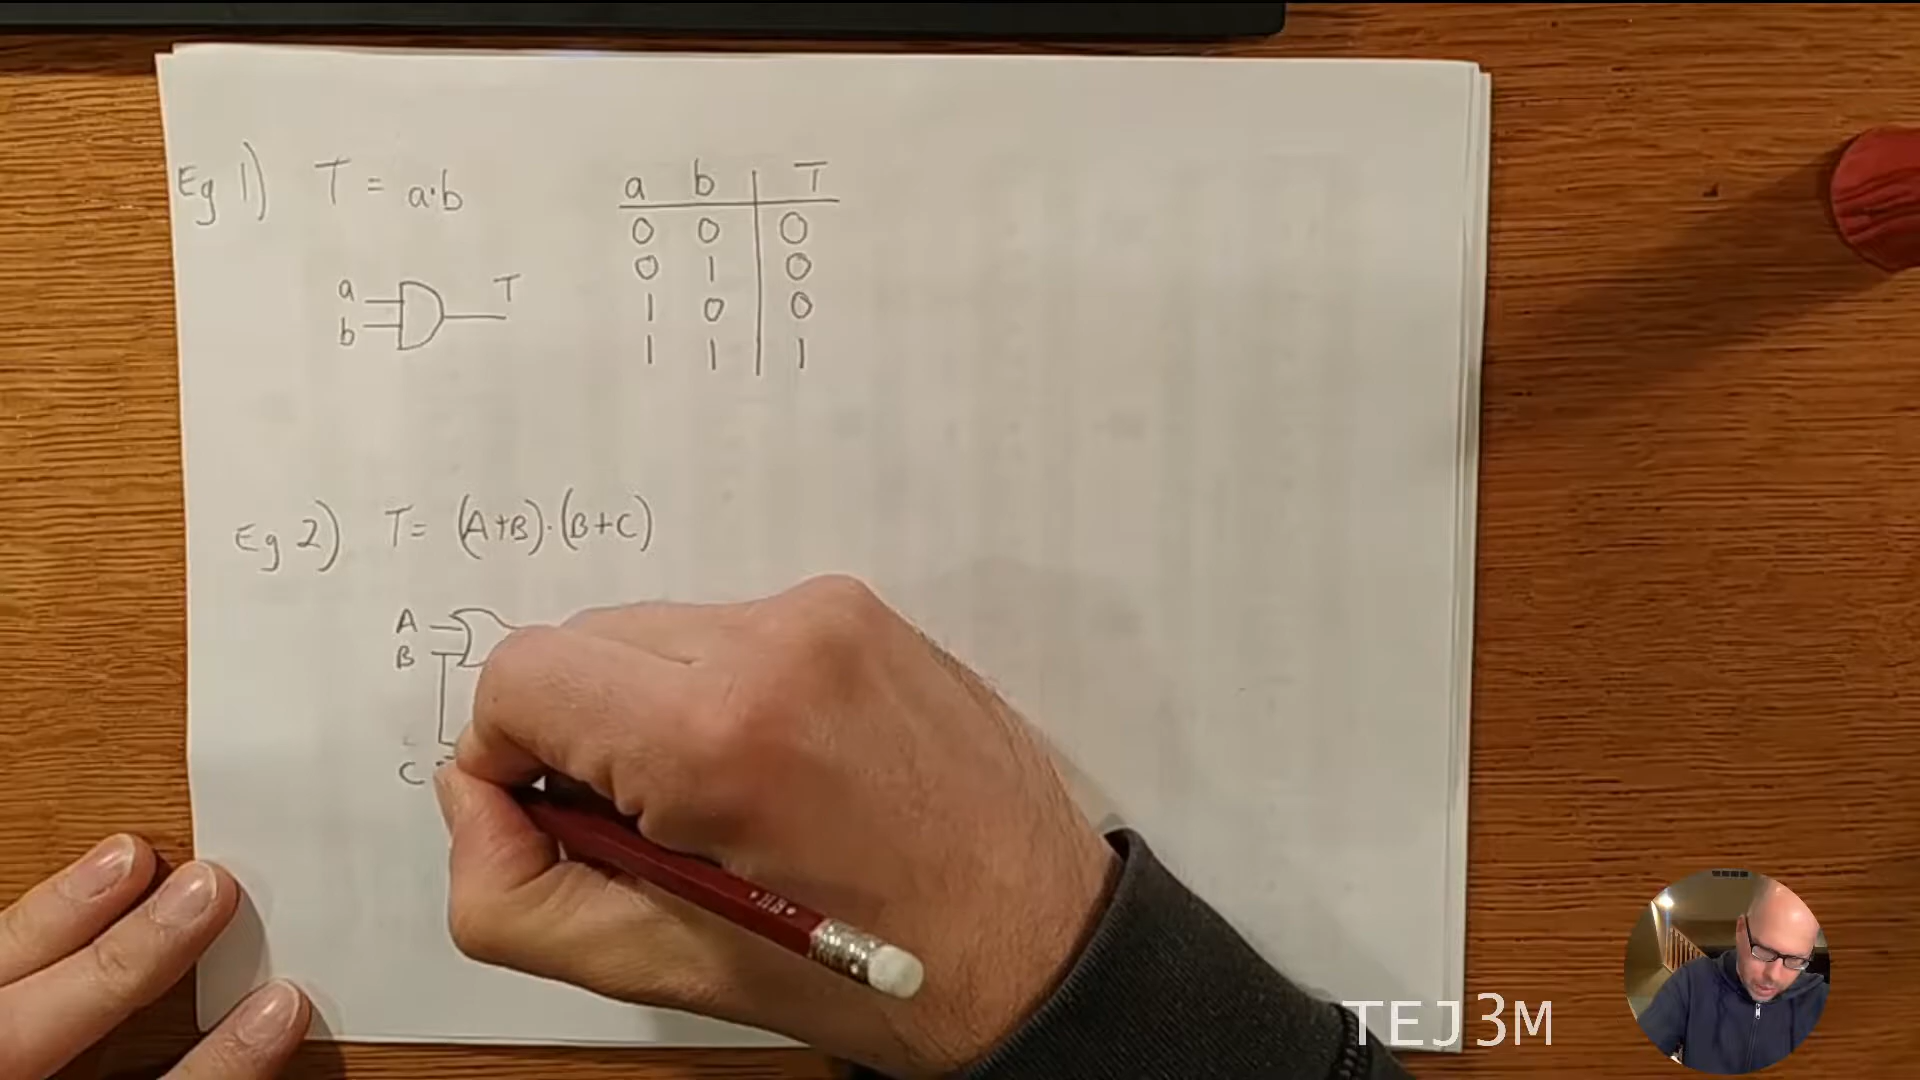 Eg 1) T = a·b
a b T
0 0 0
0 1 0
1 0 0
1 1 1
a T
b
Eg 2) T= (A+B)·(B+C)
A
B
C
TEJ3M